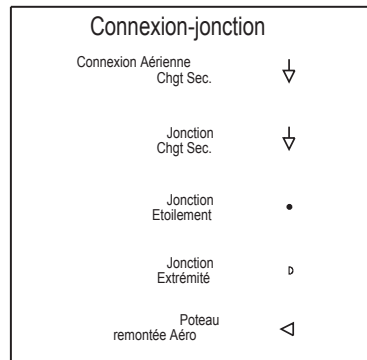 Connexion-jonction
Connexion Aérienne
Chgt Sec.
Jonction
Chgt Sec.
Jonction
Etoilement
Jonction
Extrémité
Poteau
remontée Aéro